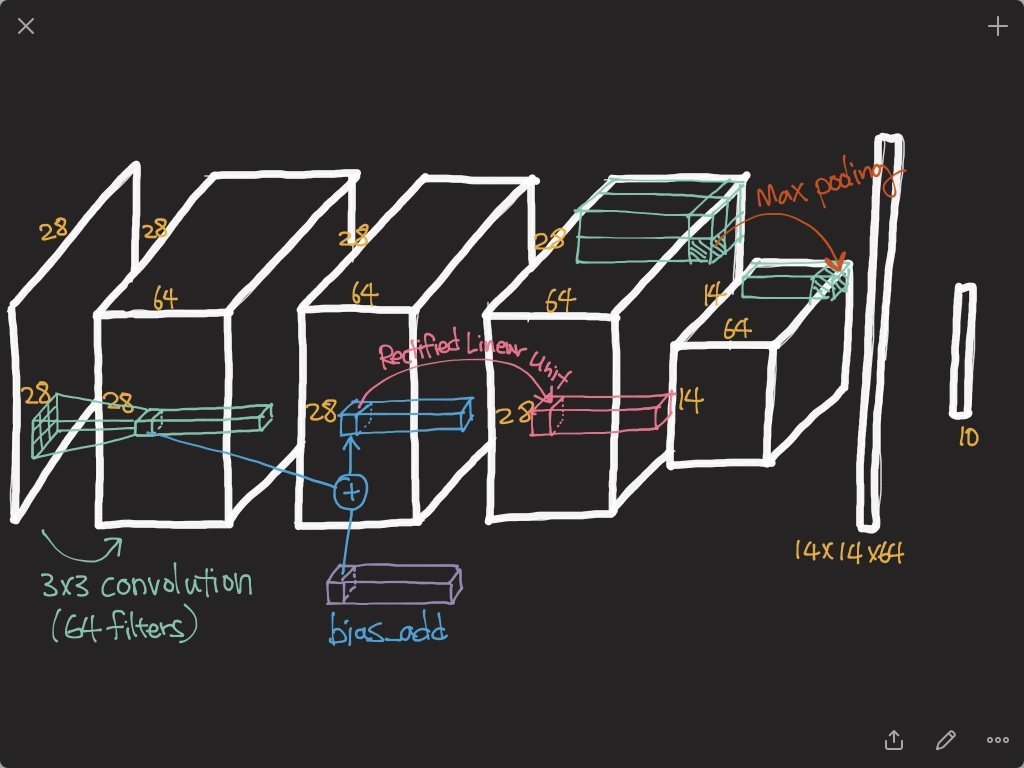 28
28
28
28
Max pooling
64
64
64
14
64
Rectified Linear Unit
28
28
28
28
14
10
14x14x64
3x3 convolution
(64 filters)
bias_add